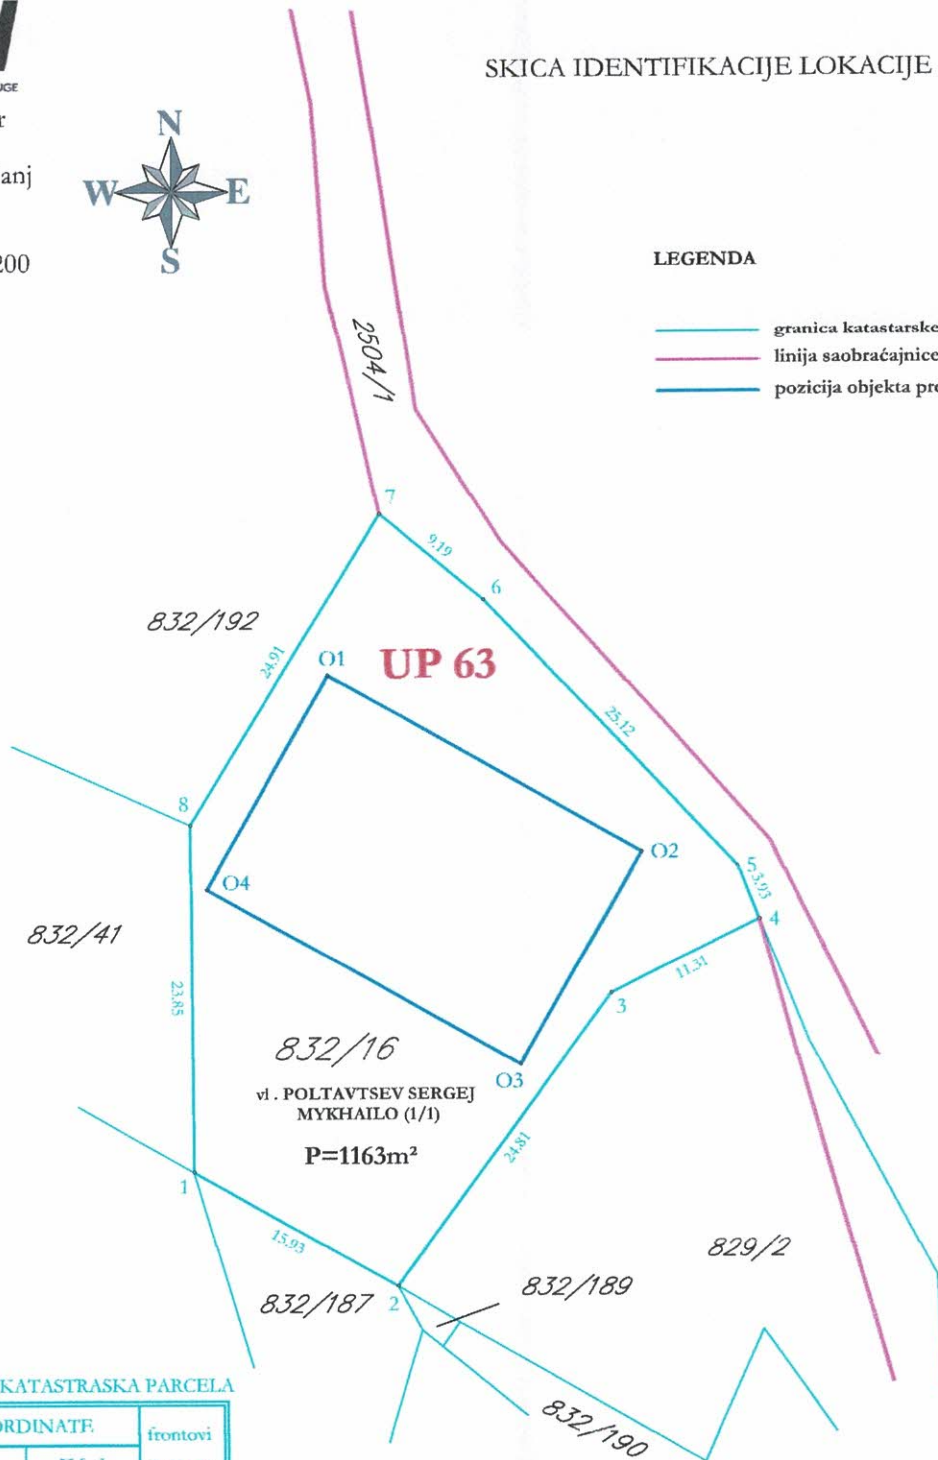 SKICA IDENTIFIKACIJE LOKACIJE
N
W E
S
LEGENDA
granica katastarske
linija saobraćajnice
pozicija objekta
2504/1
7
9.19
6
832/192
24.91
UP 63
O1
25.12
8
O2
5
3.93
O4
4
832/41
11.31
3
23.85
832/16
O3
vl . POLTAVTSEV SERGEJ
MYKHAILO (1/1)
P=1163m²
24.81
1
15.93
829/2
832/189
832/187
2
832/190
KATASTRASKA PARCELA
frontovi